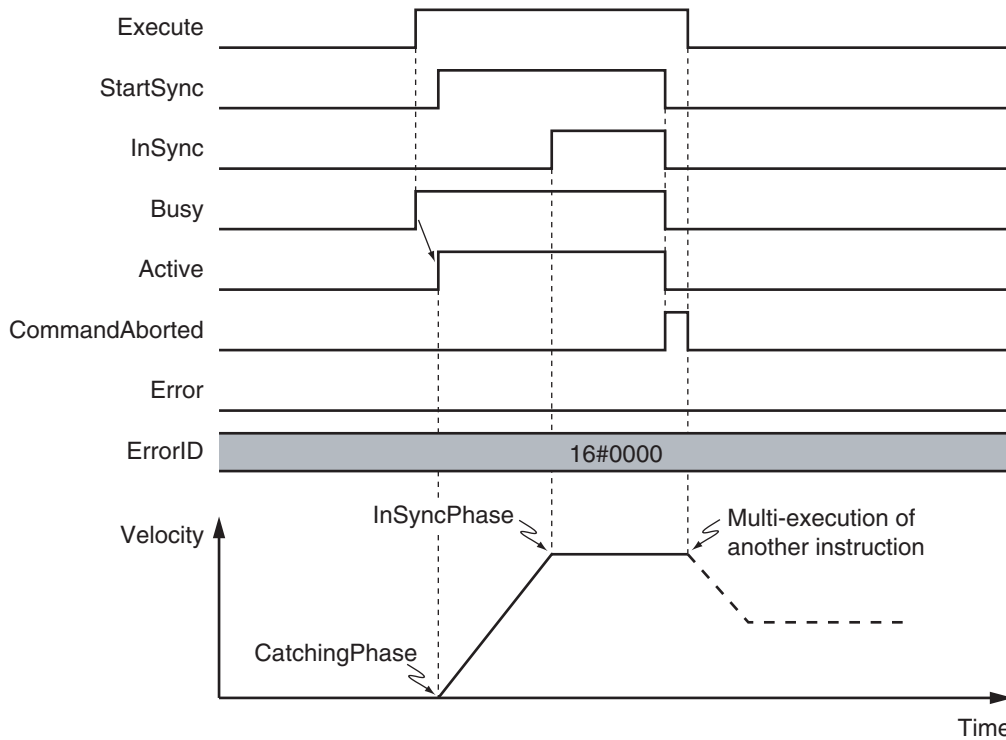 Execute
StartSync
InSync
Busy
Active
CommandAborted
Error
ErrorID
16#0000
Velocity
InSyncPhase
Multi-execution of
another instruction
CatchingPhase
Time